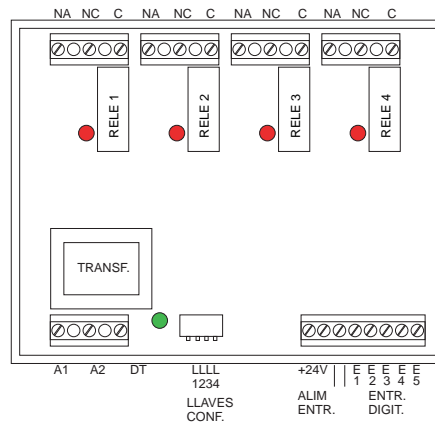 NA NC C NA NC C NA NC C NA NC C
RELE 1
RELE 2
RELE 3
RELE 4
TRANSF.
A1 A2 DT LLLL +24V E E E E E
1234 1 2 3 4 5
LLAVES ALIM ENTR.
CONF. ENTR. DIGIT.